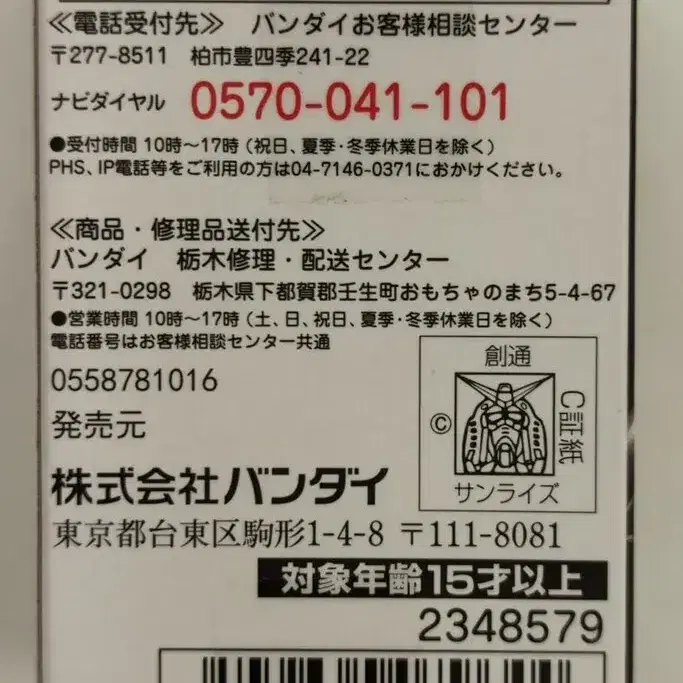 ≪電話受付先≫　バンダイお客様相談センター
〒277-8511　柏市豊四季241-22
ナビダイヤル 0570-041-101
●受付時間 10時～17時（祝日、夏季・冬季休業日を除く）
PHS、IP電話等をご利用の方は04-7146-0371におかけください。
≪商品・修理品送付先≫
バンダイ　栃木修理・配送センター
〒321-0298　栃木県下都賀郡壬生町おもちゃのまち5-4-67
●営業時間 10時～17時（土、日、祝日、夏季・冬季休業日を除く）
電話番号はお客様相談センター共通
0558781016
発売元
株式会社バンダイ
東京都台東区駒形1-4-8 〒111-8081
創通
©
C証紙
サンライズ
対象年齢15才以上
2348579